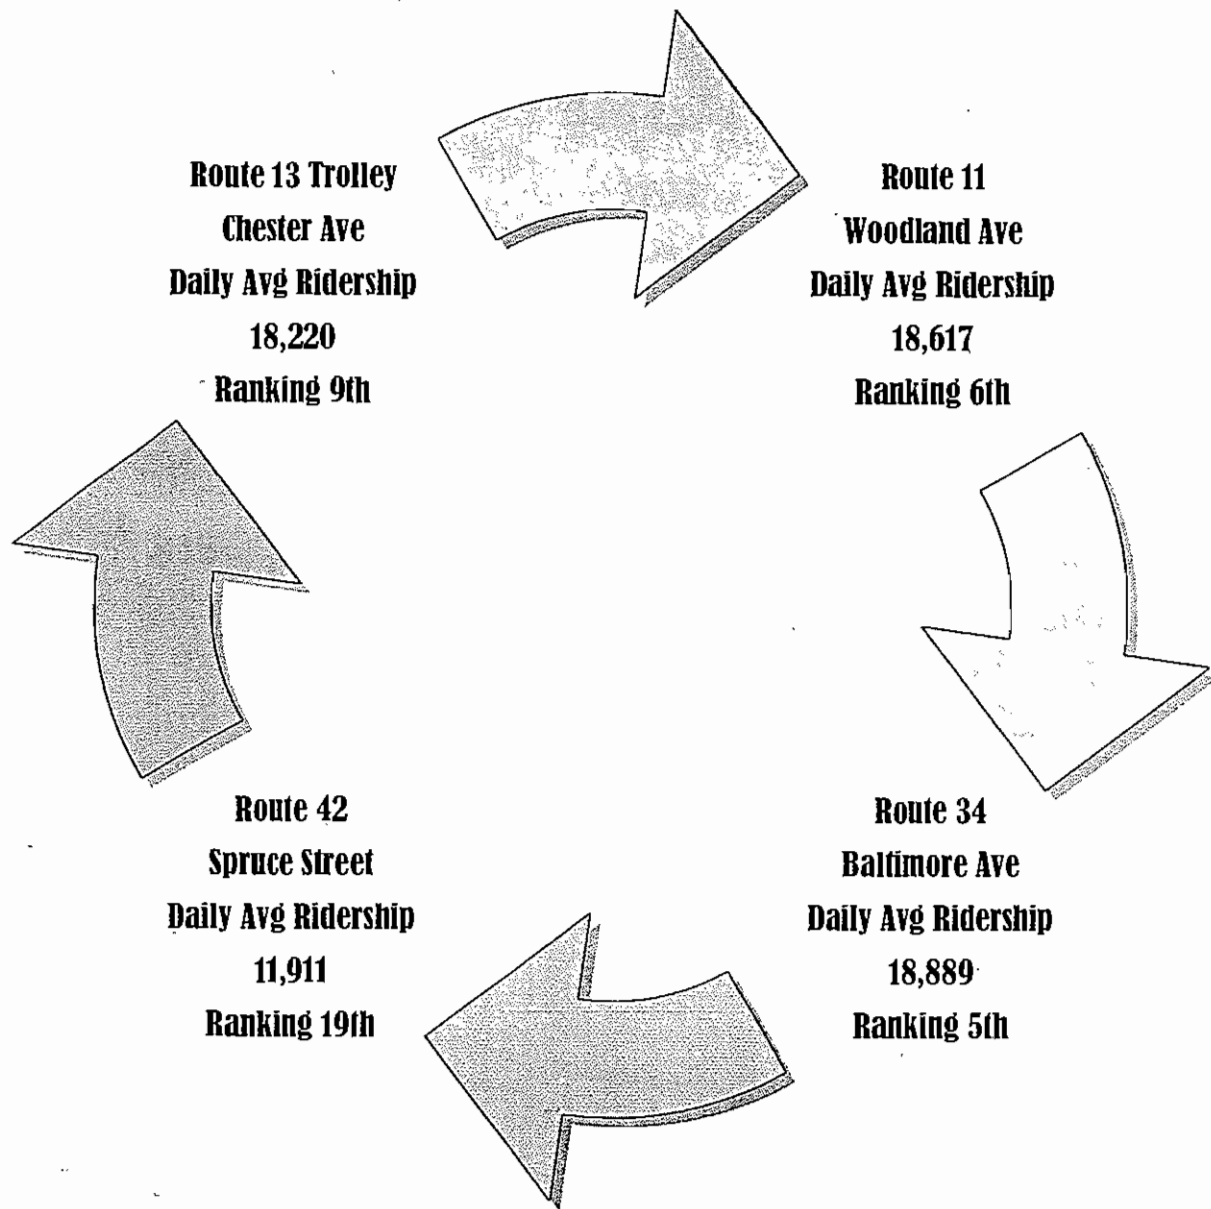 Route 13 Trolley
Chester Ave
Daily Avg Ridership
18,220
Ranking 9th
Route 11
Woodland Ave
Daily Avg Ridership
18,617
Ranking 6th
Route 42
Spruce Street
Daily Avg Ridership
11,911
Ranking 19th
Route 34
Baltimore Ave
Daily Avg Ridership
18,889
Ranking 5th